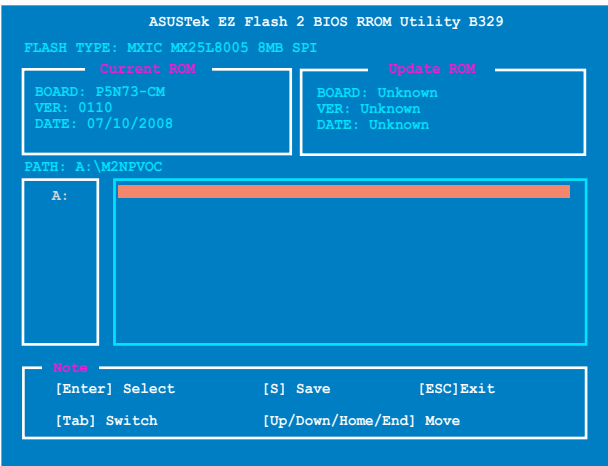 ASUSTek EZ Flash 2 BIOS RROM Utility B329
FLASH TYPE: MXIC MX25L8005 8MB SPI
Current ROM
BOARD: P5N73-CM
VER: 0110
DATE: 07/10/2008
Update ROM
BOARD: Unknown
VER: Unknown
DATE: Unknown
PATH: A:\M2NPVOC
A:
Note
[Enter] Select [S] Save [ESC]Exit
[Tab] Switch [Up/Down/Home/End] Move